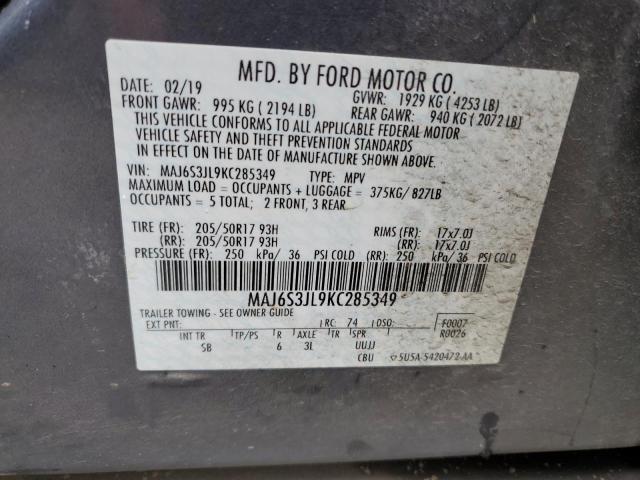 MFD. BY FORD MOTOR CO.
DATE: 02/19 GVWR: 1929 KG ( 4253 LB)
FRONT GAWR: 995 KG ( 2194 LB) REAR GAWR: 940 KG ( 2072 LB)
THIS VEHICLE CONFORMS TO ALL APPLICABLE FEDERAL MOTOR
VEHICLE SAFETY AND THEFT PREVENTION STANDARDS
IN EFFECT ON THE DATE OF MANUFACTURE SHOWN ABOVE.
VIN: MAJ6S3JL9KC285349 TYPE: MPV
MAXIMUM LOAD = OCCUPANTS + LUGGAGE = 375KG/ 827LB
OCCUPANTS = 5 TOTAL; 2 FRONT, 3 REAR
TIRE (FR): 205/50R17 93H RIMS (FR): 17x7.0J
(RR): 205/50R17 93H (RR): 17x7.0J
PRESSURE (FR): 250 kPa/ 36 PSI COLD (RR): 250 kPa/ 36 PSI COLD
MAJ6S3JL9KC285349
TRAILER TOWING - SEE OWNER GUIDE
EXT PNT: RC: 74 DSO: F0007
R0026
INT TR TP/PS R AXLE TR SPR
SB 6 3L UUJJ
CBU 5U5A-5420472-AA